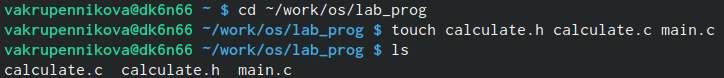 vakrupennikova@dk6n66 ~ $ cd ~/work/os/lab_prog
vakrupennikova@dk6n66 ~/work/os/lab_prog $ touch calculate.h calculate.c main.c
vakrupennikova@dk6n66 ~/work/os/lab_prog $ ls
calculate.c  calculate.h  main.c